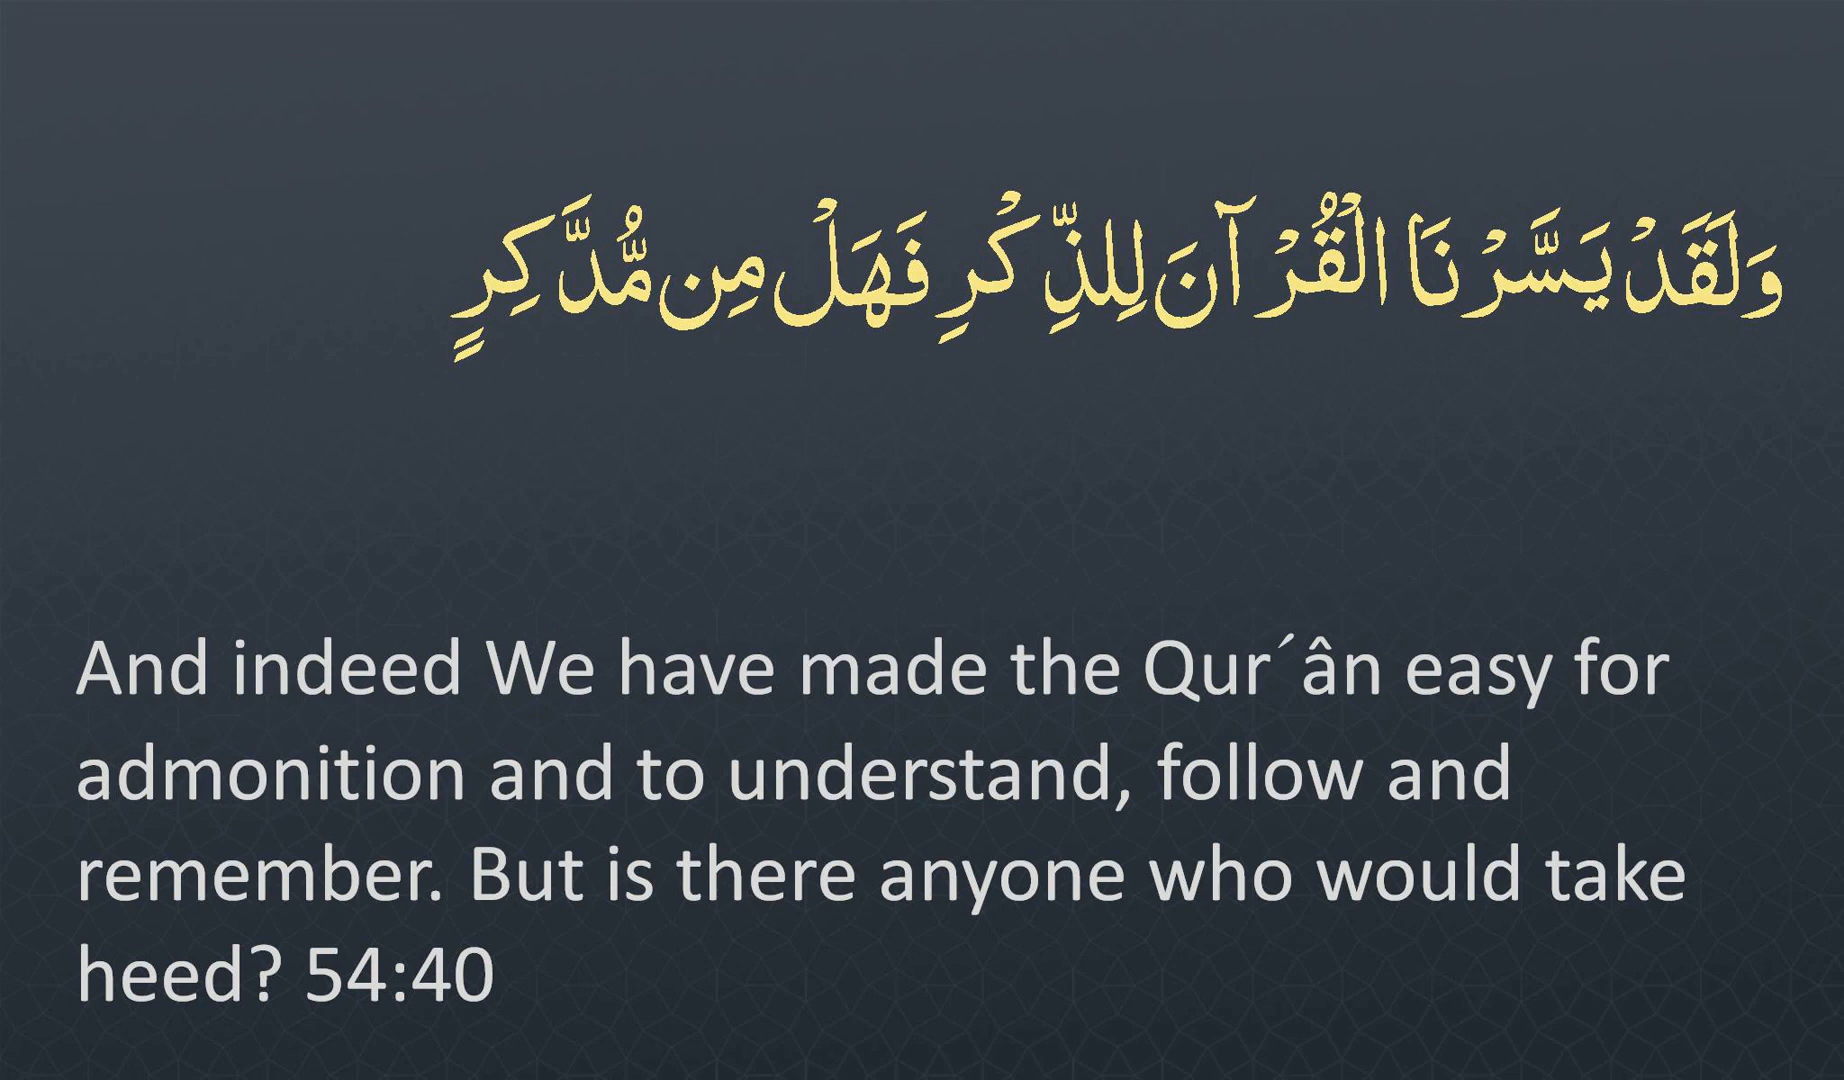 وَلَقَدْ يَسَّرْنَا الْقُرْآنَ لِلذِّكْرِ فَهَلْ مِن مُّدَّكِرٍ
And indeed We have made the Qur´ân easy for
admonition and to understand, follow and
remember. But is there anyone who would take
heed? 54:40